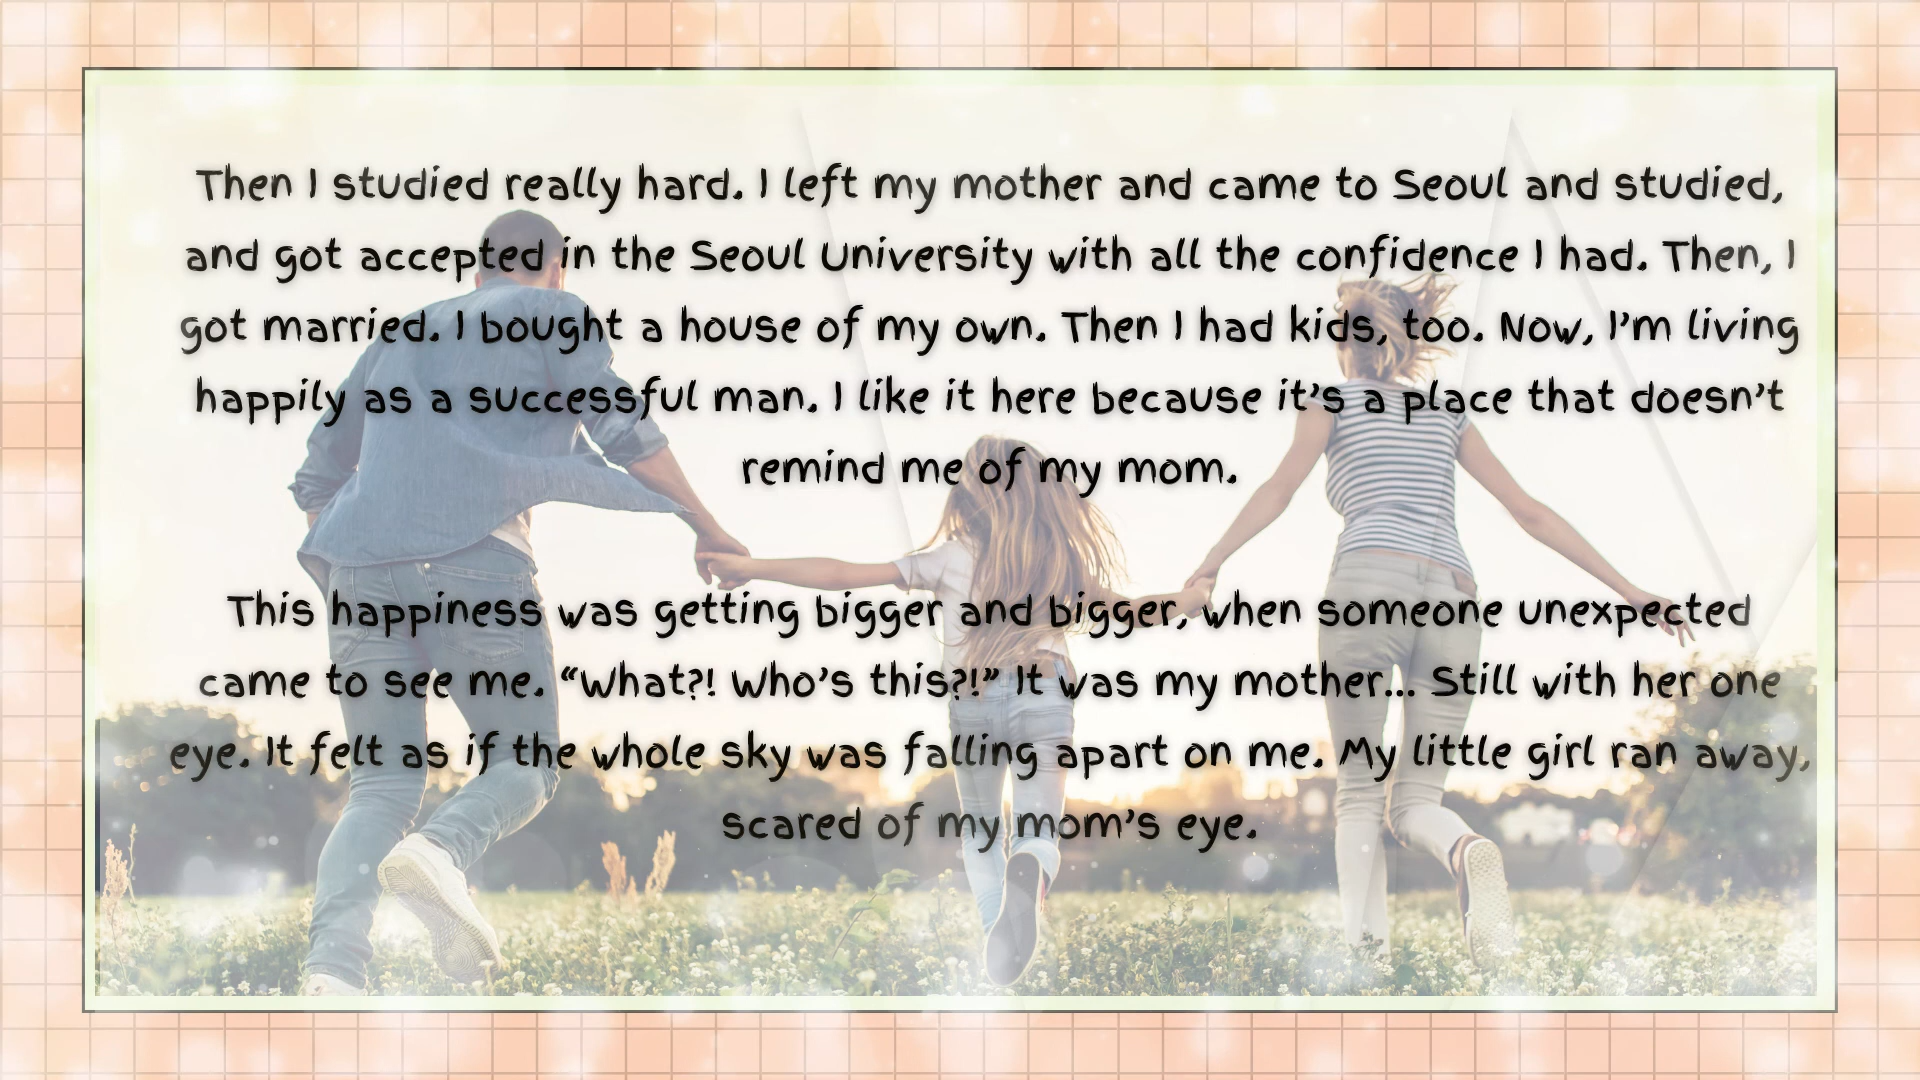 Then I studied really hard. I left my mother and came to Seoul and studied,
and got accepted in the Seoul University with all the confidence I had. Then, I
got married. I bought a house of my own. Then I had kids, too. Now, I'm living
happily as a successful man. I like it here because it's a place that doesn't
remind me of my mom.
This happiness was getting bigger and bigger, when someone unexpected
came to see me. “What?! Who's this?!” It was my mother... Still with her one
eye. It felt as if the whole sky was falling apart on me. My little girl ran away,
scared of my mom's eye.